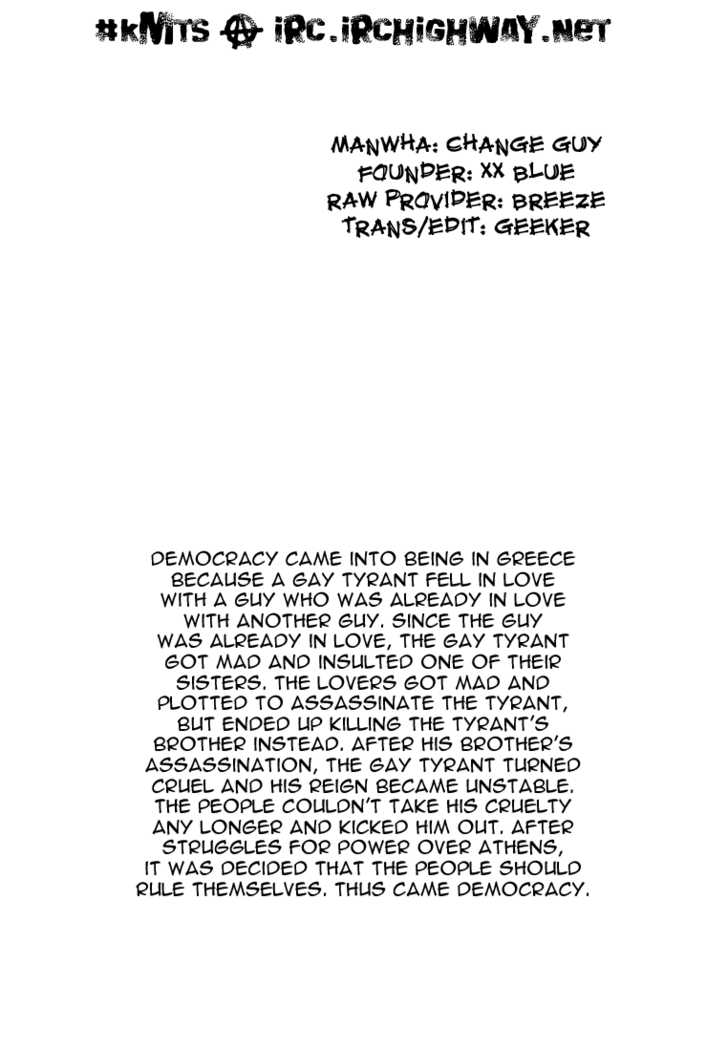 #kMTs @ iRC.iRCHiGHWAY.NeT
MANWHA: CHANGE GUY
FOUNDER: XX BLUE
RAW PROVIDER: BREEZE
TRANS/EDIT: GEEKER
DEMOCRACY CAME INTO BEING IN GREECE
BECAUSE A GAY TYRANT FELL IN LOVE
WITH A GUY WHO WAS ALREADY IN LOVE
WITH ANOTHER GUY. SINCE THE GUY
WAS ALREADY IN LOVE, THE GAY TYRANT
GOT MAD AND INSULTED ONE OF THEIR
SISTERS. THE LOVERS GOT MAD AND
PLOTTED TO ASSASSINATE THE TYRANT,
BUT ENDED UP KILLING THE TYRANT'S
BROTHER INSTEAD. AFTER HIS BROTHER'S
ASSASSINATION, THE GAY TYRANT TURNED
CRUEL AND HIS REIGN BECAME UNSTABLE.
THE PEOPLE COULDN'T TAKE HIS CRUELTY
ANY LONGER AND KICKED HIM OUT. AFTER
STRUGGLES FOR POWER OVER ATHENS,
IT WAS DECIDED THAT THE PEOPLE SHOULD
RULE THEMSELVES. THUS CAME DEMOCRACY.